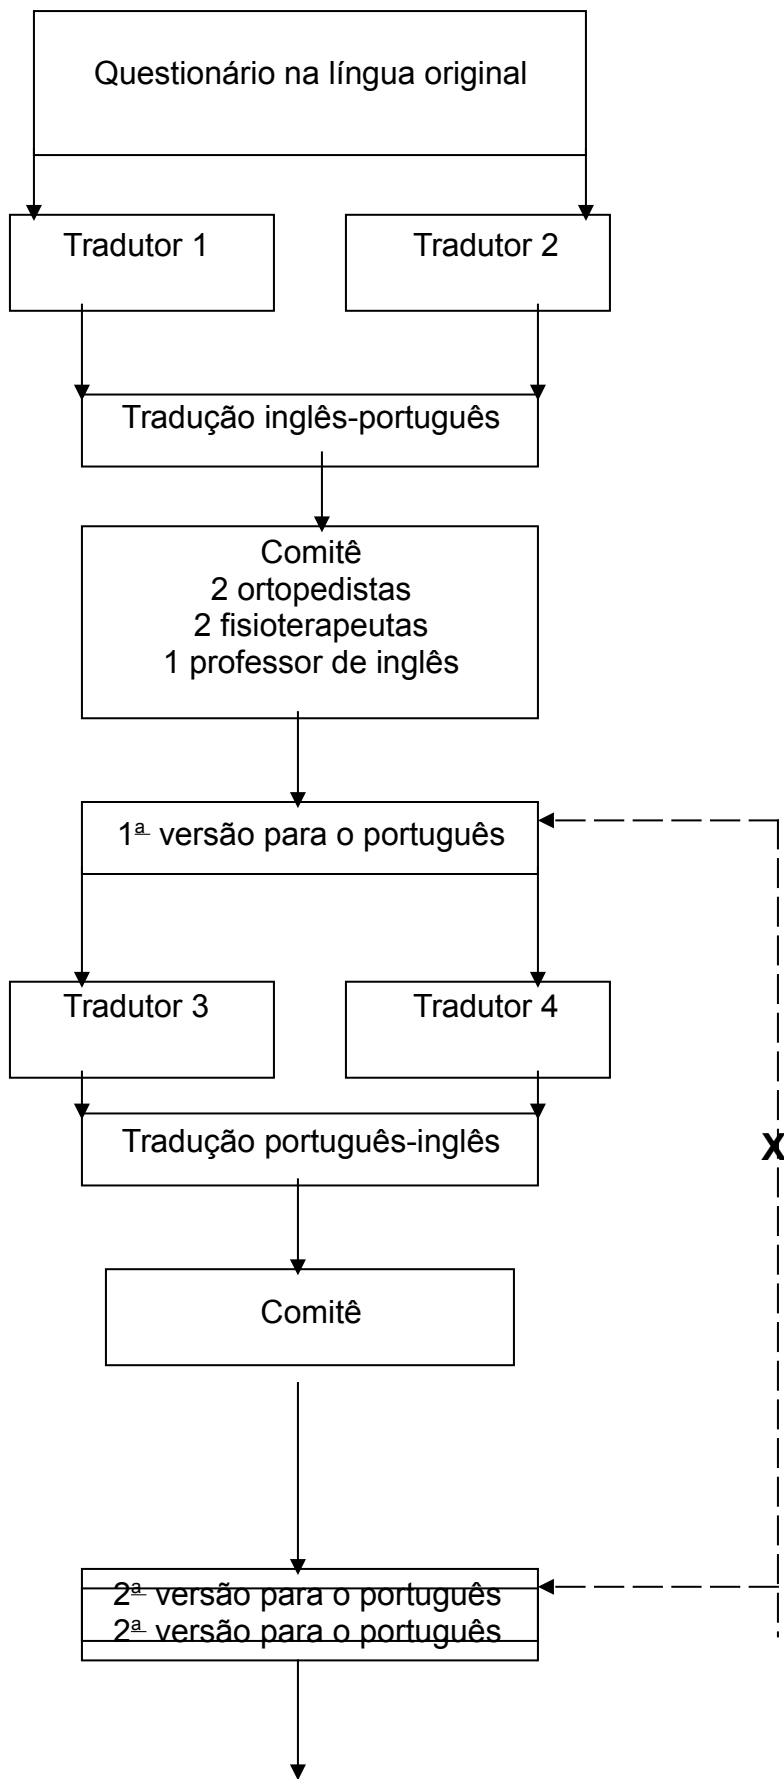 Questionário na língua original
Tradutor 1
Tradutor 2
Tradução inglês-português
Comitê
2 ortopedistas
2 fisioterapeutas
1 professor de inglês
1ª versão para o português
Tradutor 3
Tradutor 4
Tradução português-inglês
X
Comitê
2ª versão para o português
2ª versão para o português